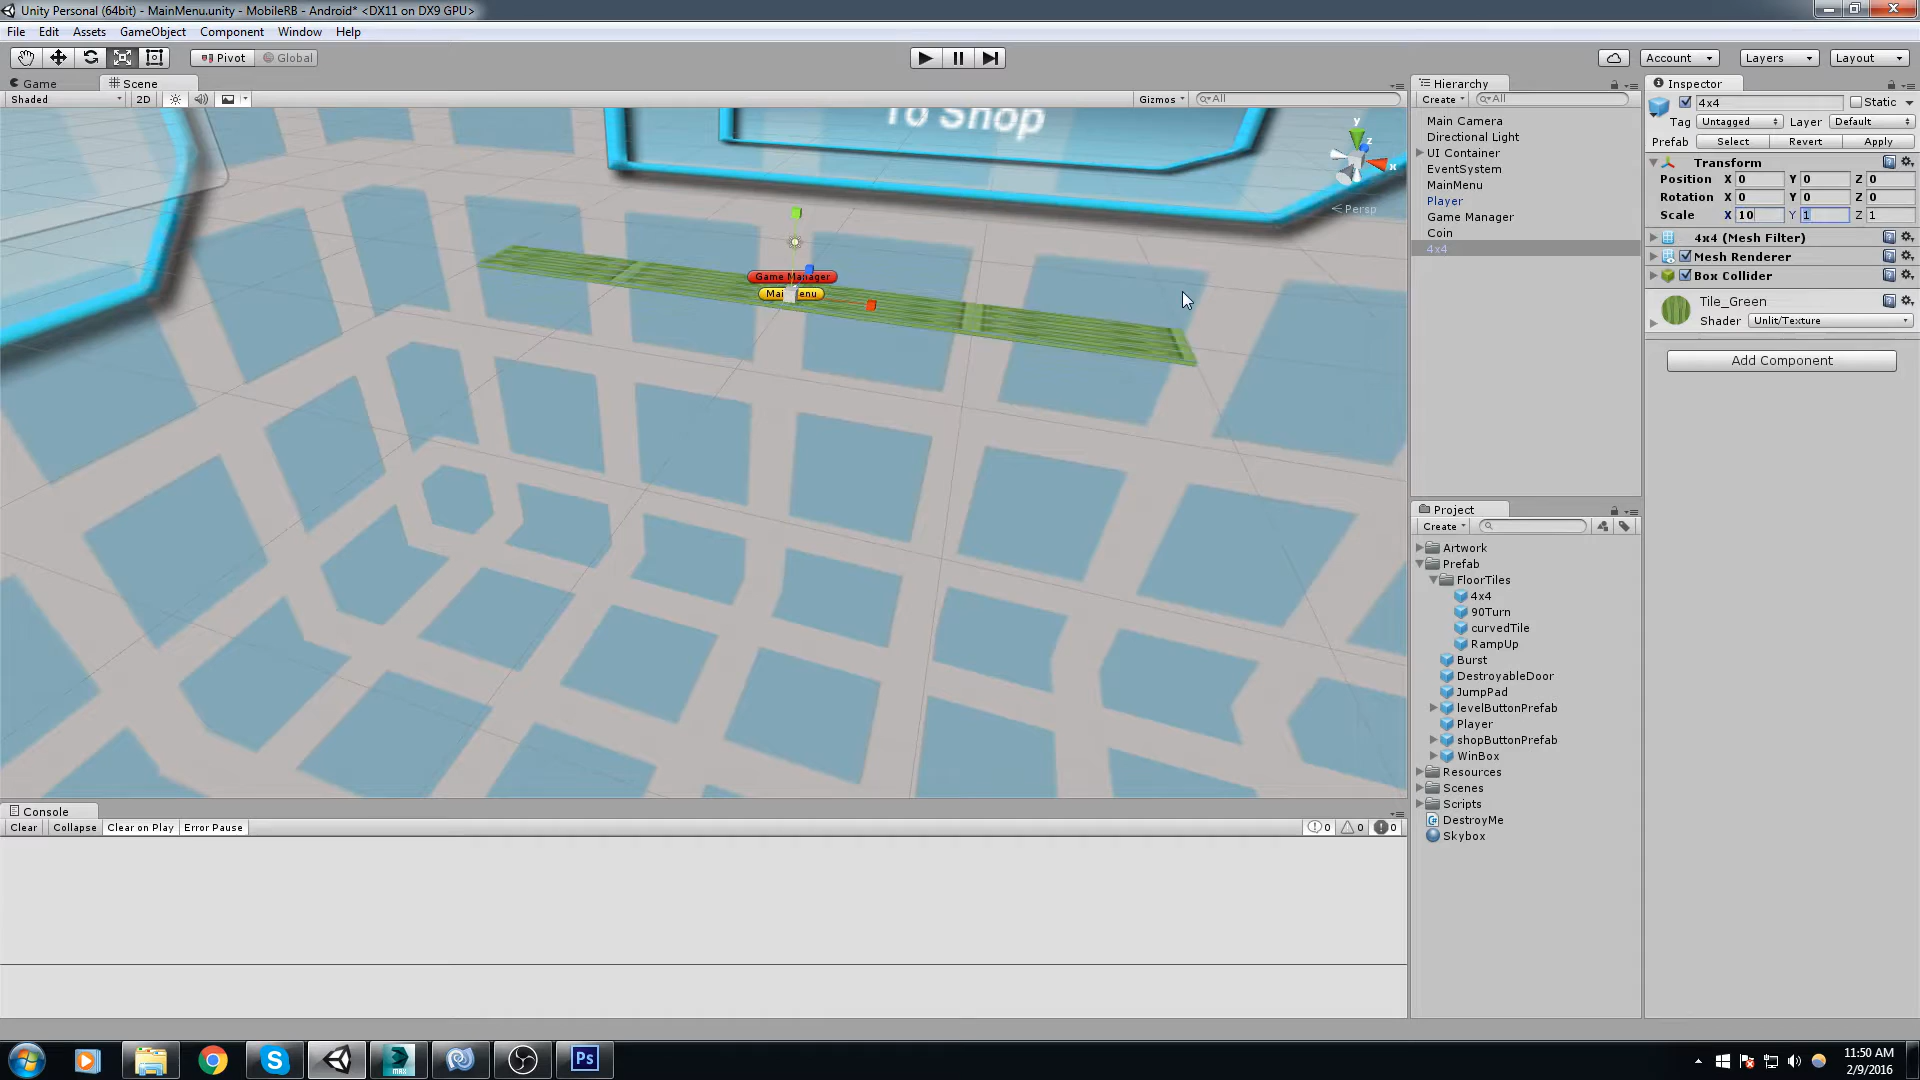 Unity Personal (64bit) - MainMenu.unity - MobileRB - Android* <DX11 on DX9 GPU>
File Edit Assets GameObject Component Window Help
Pivot Global Account Layers Layout
Game Scene
Shaded 2D Gizmos All
To Shop
y
x
z
Persp
Game Manager
Hierarchy
Create All
Main Camera
Directional Light
UI Container
EventSystem
MainMenu
Player
Game Manager
Coin
4x4
Inspector
4x4 Static
Tag Untagged Layer Default
Prefab Select Revert Apply
Transform
Position X 0 Y 0 Z 0
Rotation X 0 Y 0 Z 0
Scale X 10 Y 1 Z 1
4x4 (Mesh Filter)
Mesh Renderer
Box Collider
Tile_Green
Shader Unlit/Texture
Add Component
Project
Create
Artwork
Prefab
FloorTiles
4x4
90Turn
curvedTile
RampUp
Burst
DestroyableDoor
JumpPad
levelButtonPrefab
Player
shopButtonPrefab
WinBox
Resources
Scenes
Scripts
DestroyMe
Skybox
Console
Clear Collapse Clear on Play Error Pause 0 0 0
MAX
Ps
11:50 AM
2/9/2016